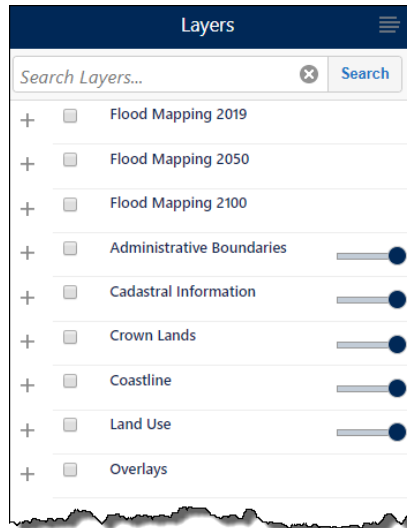 Layers
Search Layers...
Search
Flood Mapping 2019
Flood Mapping 2050
Flood Mapping 2100
Administrative Boundaries
Cadastral Information
Crown Lands
Coastline
Land Use
Overlays